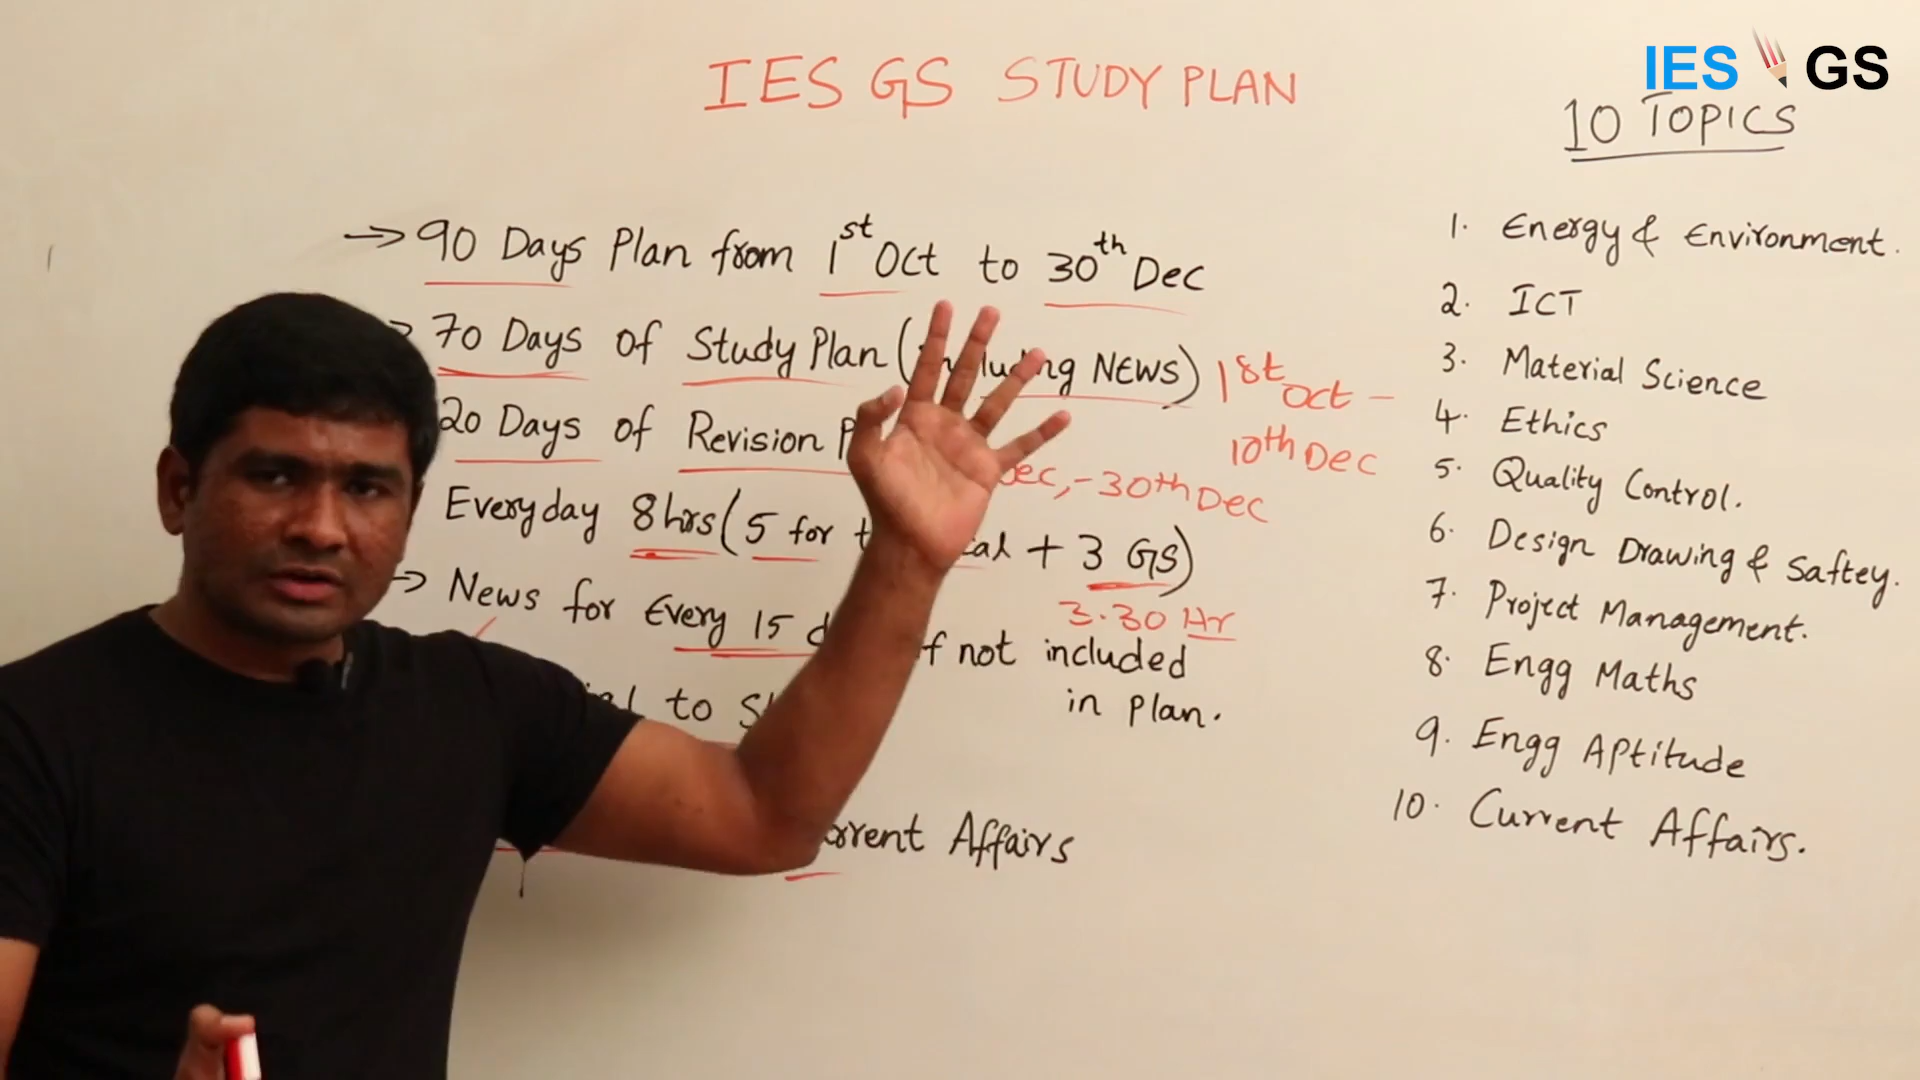 IES GS
IES GS STUDY PLAN
→ 90 Days Plan from 1st Oct to 30th Dec
70 Days of Study Plan (including NEWS) 1st Oct -
10th Dec
20 Days of Revision
Dec, - 30th Dec
Everyday 8 hrs (5 for + 3 GS)
3.30 Hr
→ News for Every 15 if not included
in plan.
to
Current Affairs
10 TOPICS
1. Energy & Environment.
2. ICT
3. Material Science
4. Ethics
5. Quality Control.
6. Design Drawing & Saftey.
7. Project Management.
8. Engg Maths
9. Engg Aptitude
10. Current Affairs.